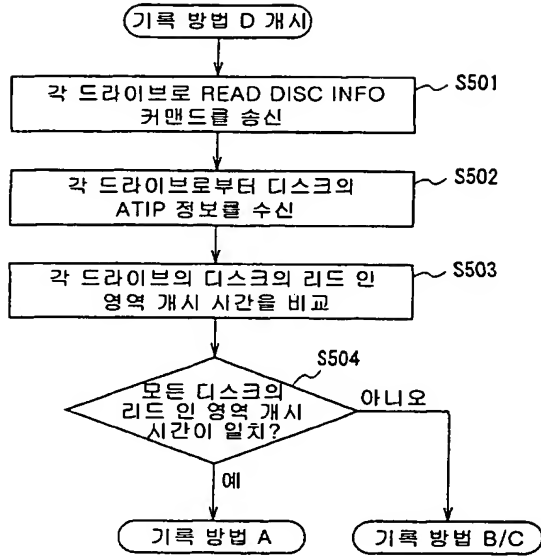 기록 방법 D 개시
각 드라이브로 READ DISC INFO
커맨드를 송신
S501
각 드라이브로부터 디스크의
ATIP 정보를 수신
S502
각 드라이브의 디스크의 리드 인
영역 개시 시간을 비교
S503
모든 디스크의
리드 인 영역 개시
시간이 일치?
S504
아니오
예
기록 방법 A
기록 방법 B/C